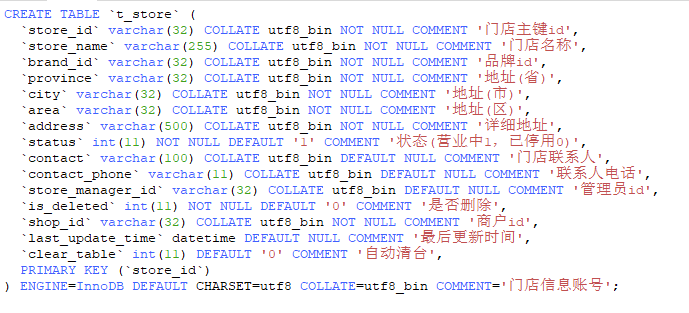 CREATE TABLE `t_store` (
  `store_id` varchar(32) COLLATE utf8_bin NOT NULL COMMENT '门店主键id',
  `store_name` varchar(255) COLLATE utf8_bin NOT NULL COMMENT '门店名称',
  `brand_id` varchar(32) COLLATE utf8_bin NOT NULL COMMENT '品牌id',
  `province` varchar(32) COLLATE utf8_bin NOT NULL COMMENT '地址(省)',
  `city` varchar(32) COLLATE utf8_bin NOT NULL COMMENT '地址(市)',
  `area` varchar(32) COLLATE utf8_bin NOT NULL COMMENT '地址(区)',
  `address` varchar(500) COLLATE utf8_bin NOT NULL COMMENT '详细地址',
  `status` int(11) NOT NULL DEFAULT '1' COMMENT '状态(营业中1，已停用0)',
  `contact` varchar(100) COLLATE utf8_bin DEFAULT NULL COMMENT '门店联系人',
  `contact_phone` varchar(11) COLLATE utf8_bin DEFAULT NULL COMMENT '联系人电话',
  `store_manager_id` varchar(32) COLLATE utf8_bin DEFAULT NULL COMMENT '管理员id',
  `is_deleted` int(11) NOT NULL DEFAULT '0' COMMENT '是否删除',
  `shop_id` varchar(32) COLLATE utf8_bin NOT NULL COMMENT '商户id',
  `last_update_time` datetime DEFAULT NULL COMMENT '最后更新时间',
  `clear_table` int(11) DEFAULT '0' COMMENT '自动清台',
  PRIMARY KEY (`store_id`)
) ENGINE=InnoDB DEFAULT CHARSET=utf8 COLLATE=utf8_bin COMMENT='门店信息账号';